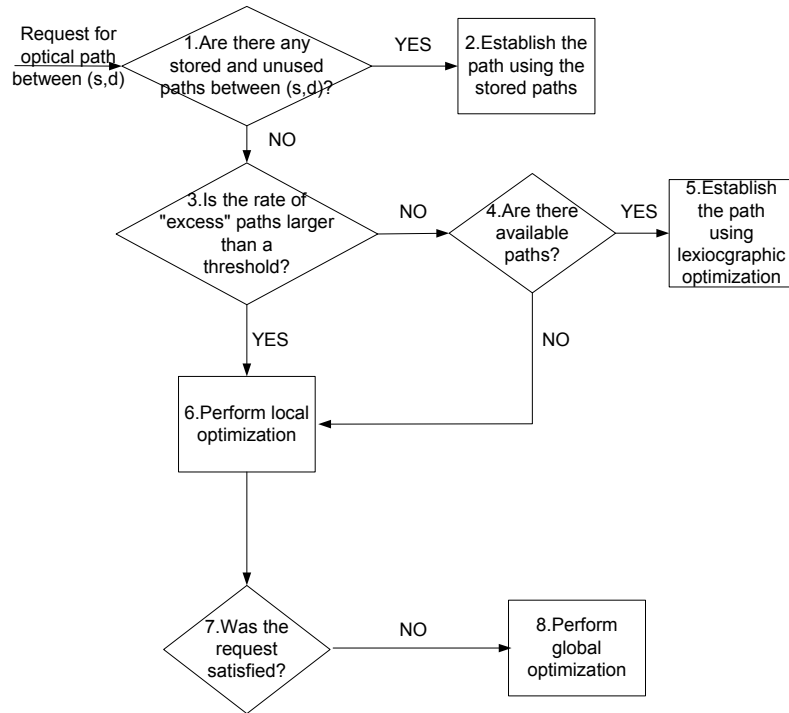 Request for
optical path
between (s,d)
1.Are there any
stored and unused
paths between (s,d)?
YES
2.Establish the
path using the
stored paths
NO
3.Is the rate of
"excess" paths larger
than a
threshold?
NO
4.Are there
available
paths?
YES
5.Establish
the path
using
lexiocgraphic
optimization
YES
NO
6.Perform local
optimization
7.Was the
request
satisfied?
NO
8.Perform
global
optimization